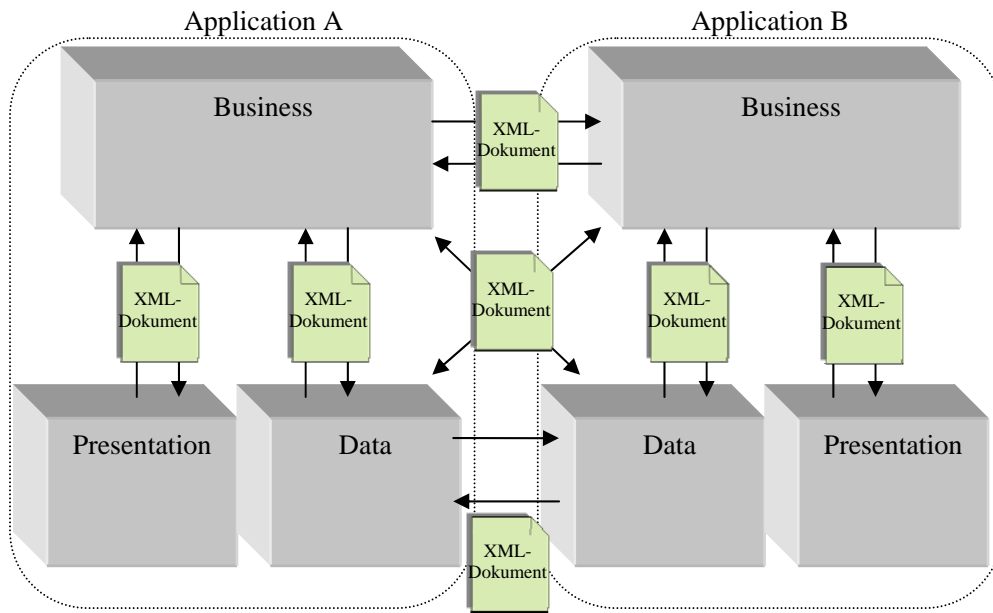 Application A
Application B
Business
Business
XML-
Dokument
XML-
Dokument
XML-
Dokument
XML-
Dokument
XML-
Dokument
XML-
Dokument
Presentation
Data
Data
Presentation
XML-
Dokument